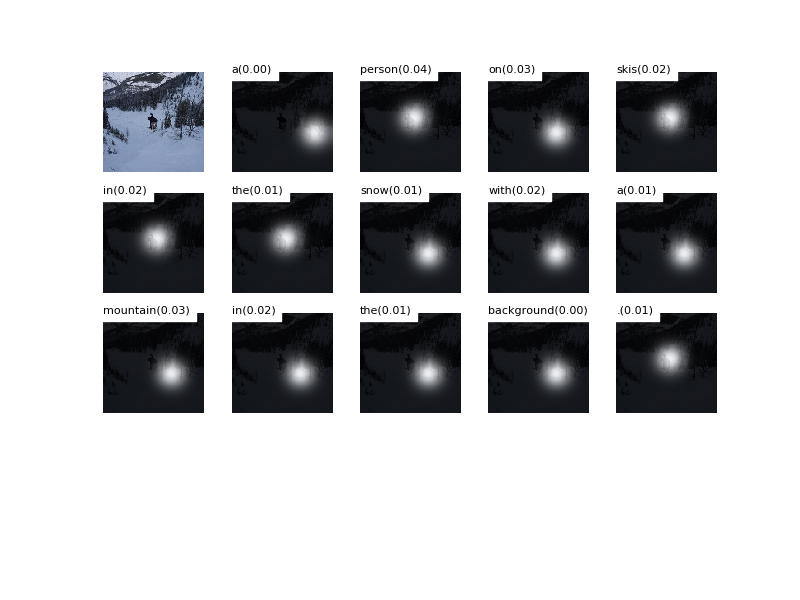 a(0.00) person(0.04) on(0.03) skis(0.02)
in(0.02) the(0.01) snow(0.01) with(0.02) a(0.01)
mountain(0.03) in(0.02) the(0.01) background(0.00) .(0.01)